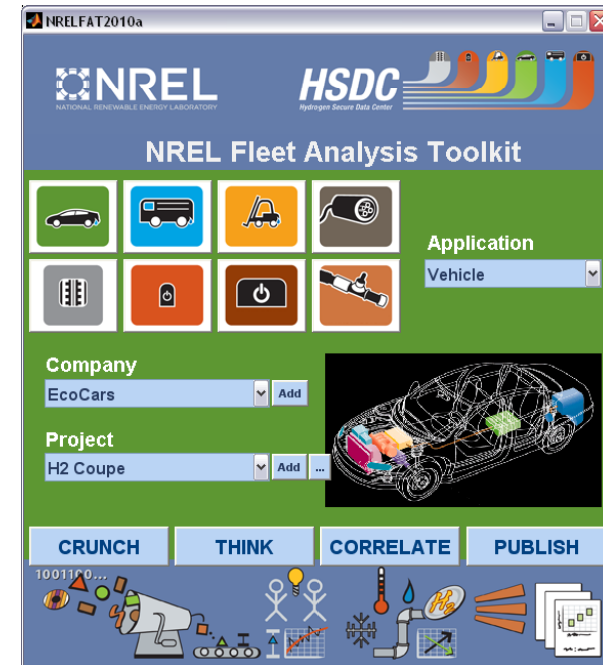 NRELFAT2010a
NREL
NATIONAL RENEWABLE ENERGY LABORATORY
HSDC
Hydrogen Secure Data Center
NREL Fleet Analysis Toolkit
Application
Vehicle
Company
EcoCars
Add
Project
H2 Coupe
Add
...
CRUNCH
THINK
CORRELATE
PUBLISH
1001100...
H2